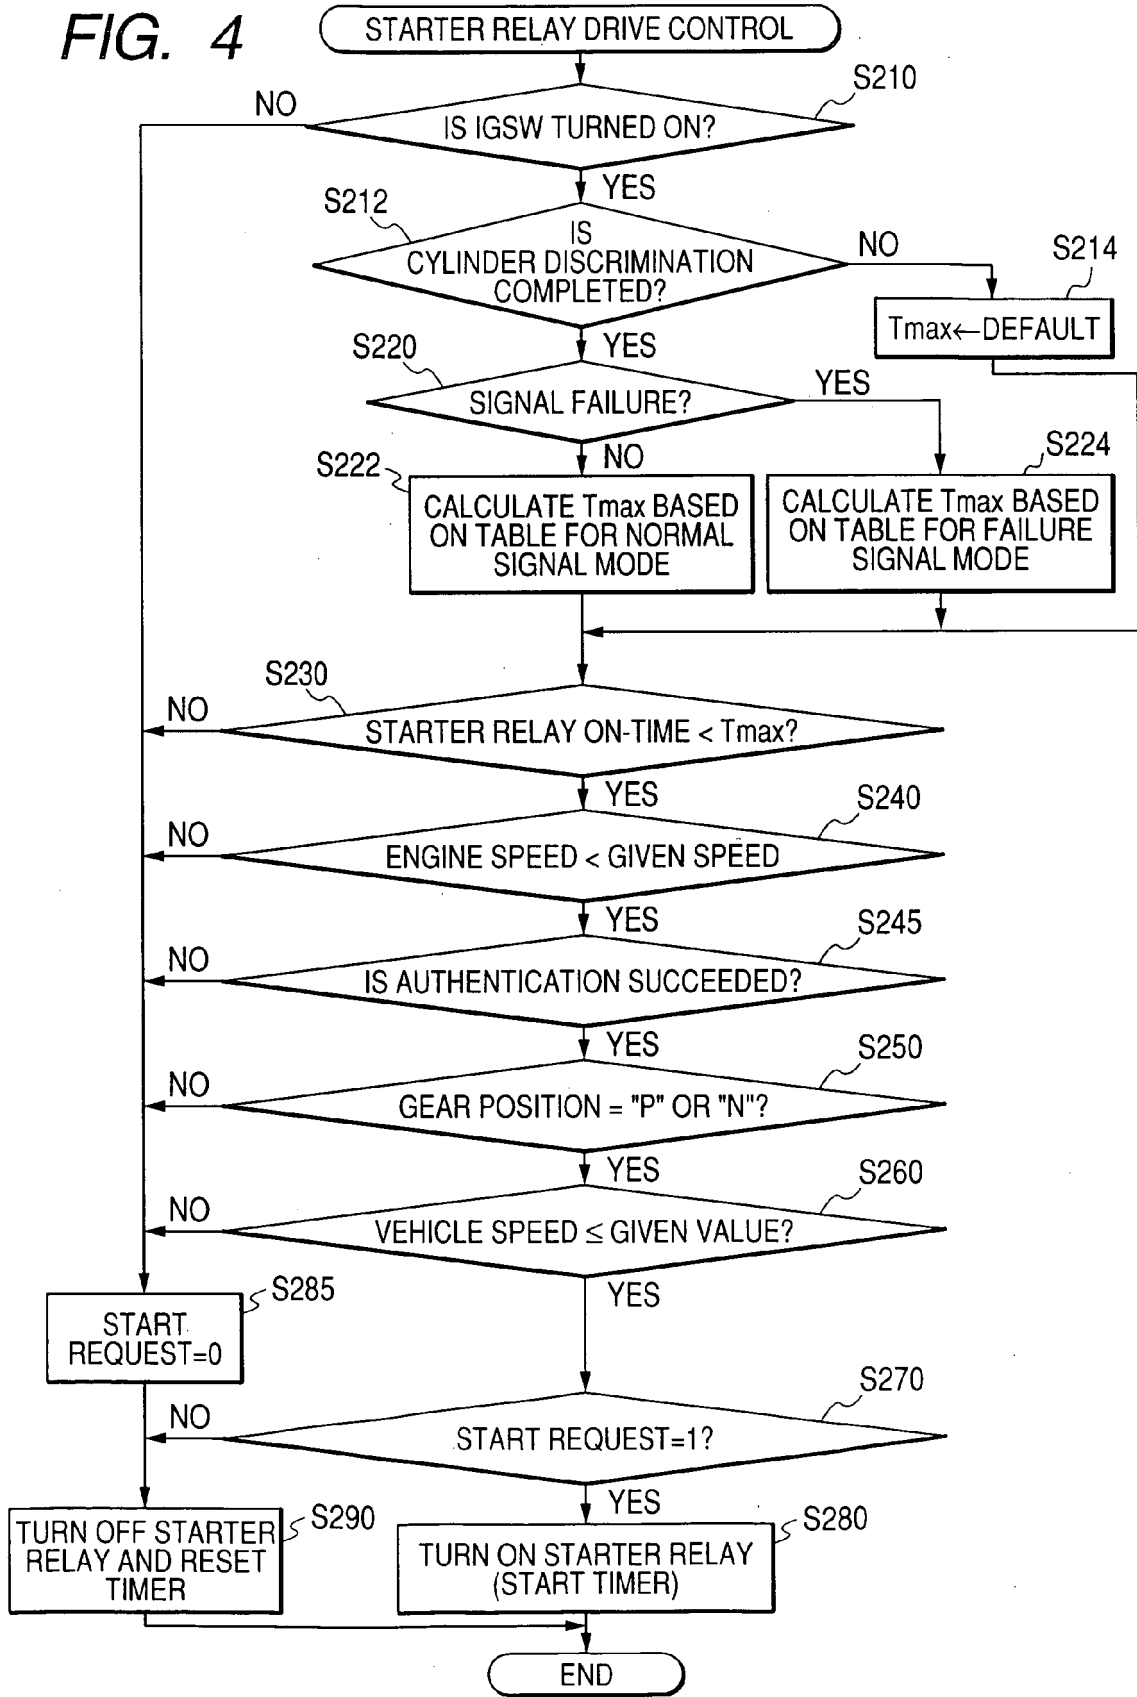 FIG. 4
STARTER RELAY DRIVE CONTROL
S210
NO
IS IGSW TURNED ON?
YES
S212
IS
CYLINDER DISCRIMINATION
COMPLETED?
NO
S214
Tmax←DEFAULT
YES
S220
SIGNAL FAILURE?
YES
NO
S222
CALCULATE Tmax BASED
ON TABLE FOR NORMAL
SIGNAL MODE
S224
CALCULATE Tmax BASED
ON TABLE FOR FAILURE
SIGNAL MODE
S230
NO
STARTER RELAY ON-TIME < Tmax?
YES
S240
NO
ENGINE SPEED < GIVEN SPEED
YES
S245
NO
IS AUTHENTICATION SUCCEEDED?
YES
S250
NO
GEAR POSITION = "P" OR "N"?
YES
S260
NO
VEHICLE SPEED ≤ GIVEN VALUE?
YES
S285
START
REQUEST=0
S270
NO
START REQUEST=1?
YES
S290
TURN OFF STARTER
RELAY AND RESET
TIMER
S280
TURN ON STARTER RELAY
(START TIMER)
END